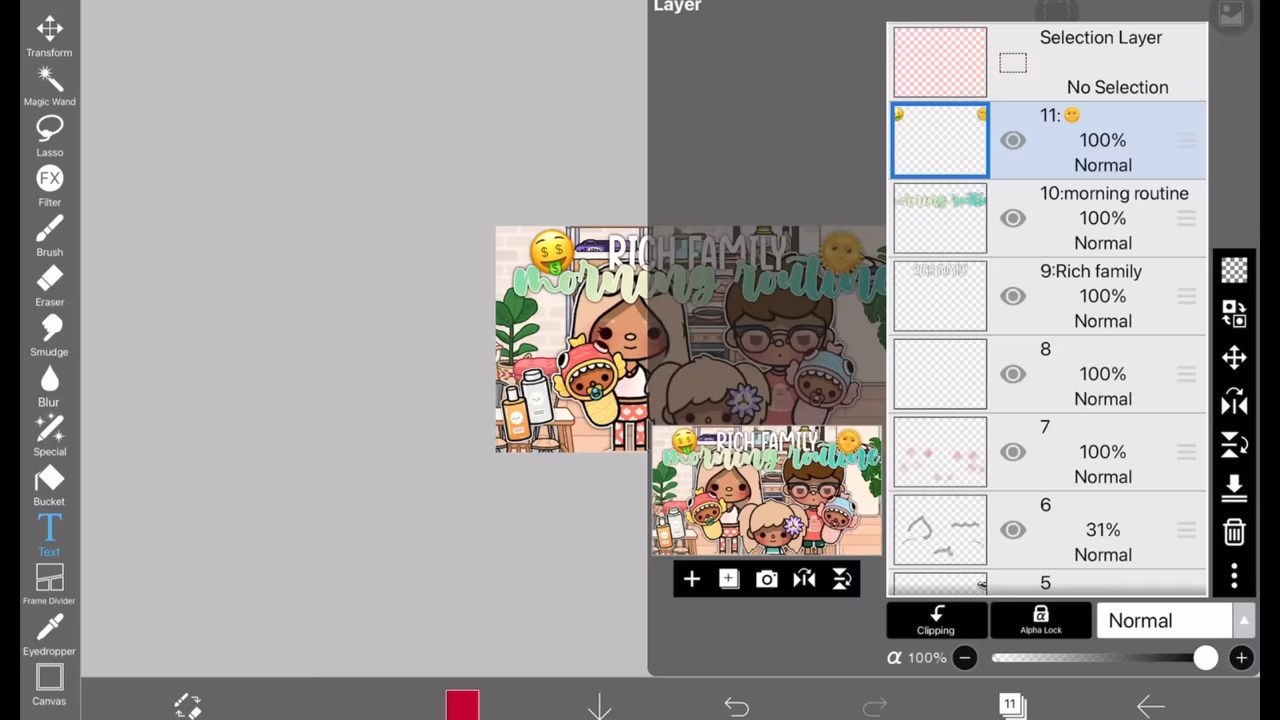 Transform
Magic Wand
Lasso
FX
Filter
Brush
Eraser
Smudge
Blur
Special
Bucket
T
Text
Frame Divider
Eyedropper
Canvas
Layer
RICH FAMILY
morning routine
RICH FAMILY
morning routine
Selection Layer
No Selection
11:🌞
100%
Normal
10:morning routine
100%
Normal
9:Rich family
100%
Normal
8
100%
Normal
7
100%
Normal
6
31%
Normal
5
Clipping
Alpha Lock
Normal
α 100%
11